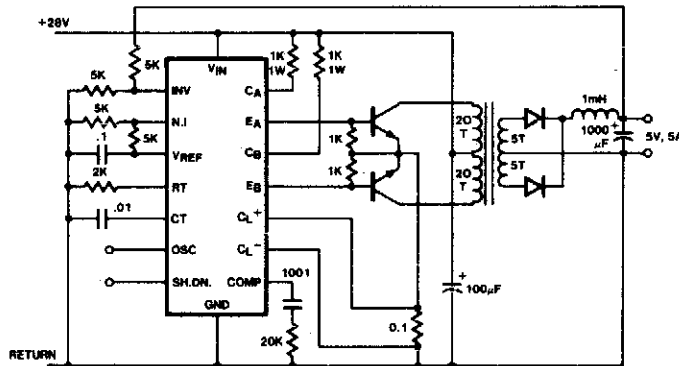 +28V
5K
5K
5K
5K
.1
2K
.01
VIN
INV
N.I
VREF
RT
CT
OSC
SH.DN.
GND
CA
EA
CB
EB
CL+
CL−
COMP
1K
1W
1K
1W
1K
1K
1001
20K
20
T
20
T
5T
5T
1mH
1000
+
µF
5V, 5A
+
100µF
0.1
RETURN